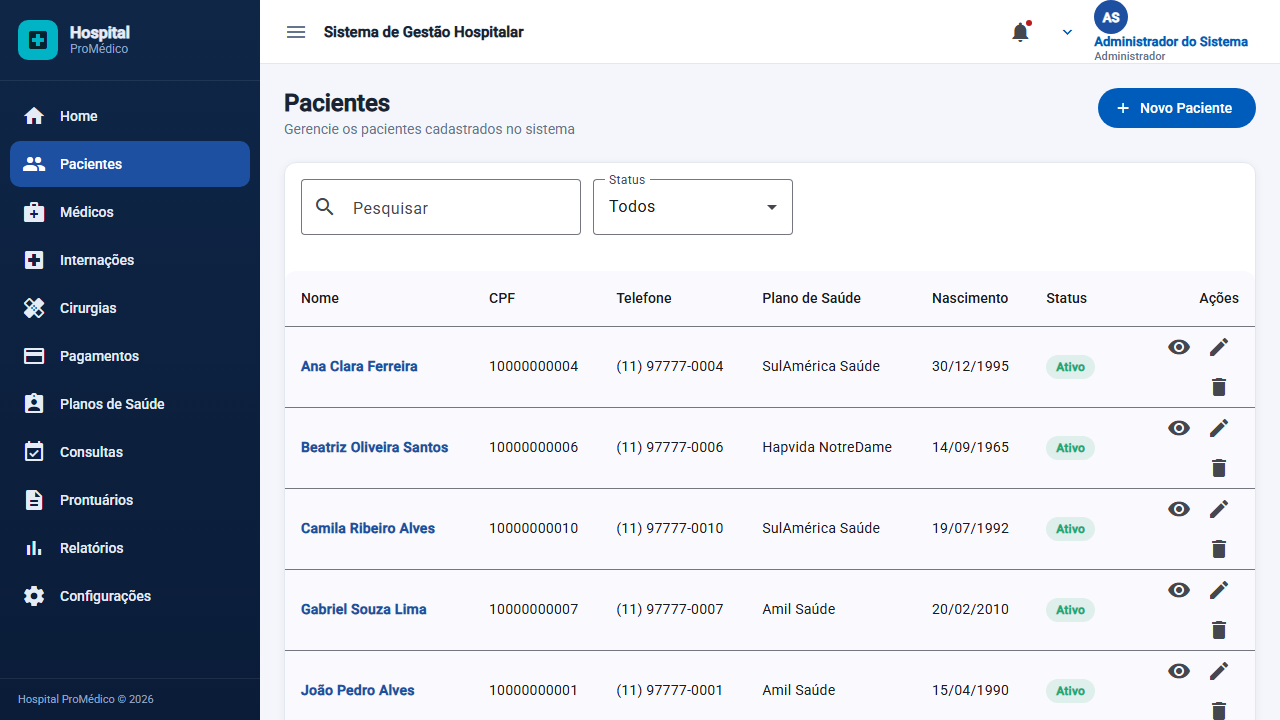 Hospital
ProMédico
Home
Pacientes
Médicos
Internações
Cirurgias
Pagamentos
Planos de Saúde
Consultas
Prontuários
Relatórios
Configurações
Hospital ProMédico © 2026
Sistema de Gestão Hospitalar
AS
Administrador do Sistema
Administrador
Pacientes
Gerencie os pacientes cadastrados no sistema
Novo Paciente
Pesquisar
Status
Todos
Nome CPF Telefone Plano de Saúde Nascimento Status Ações
Ana Clara Ferreira 10000000004 (11) 97777-0004 SulAmérica Saúde 30/12/1995 Ativo
Beatriz Oliveira Santos 10000000006 (11) 97777-0006 Hapvida NotreDame 14/09/1965 Ativo
Camila Ribeiro Alves 10000000010 (11) 97777-0010 SulAmérica Saúde 19/07/1992 Ativo
Gabriel Souza Lima 10000000007 (11) 97777-0007 Amil Saúde 20/02/2010 Ativo
João Pedro Alves 10000000001 (11) 97777-0001 Amil Saúde 15/04/1990 Ativo